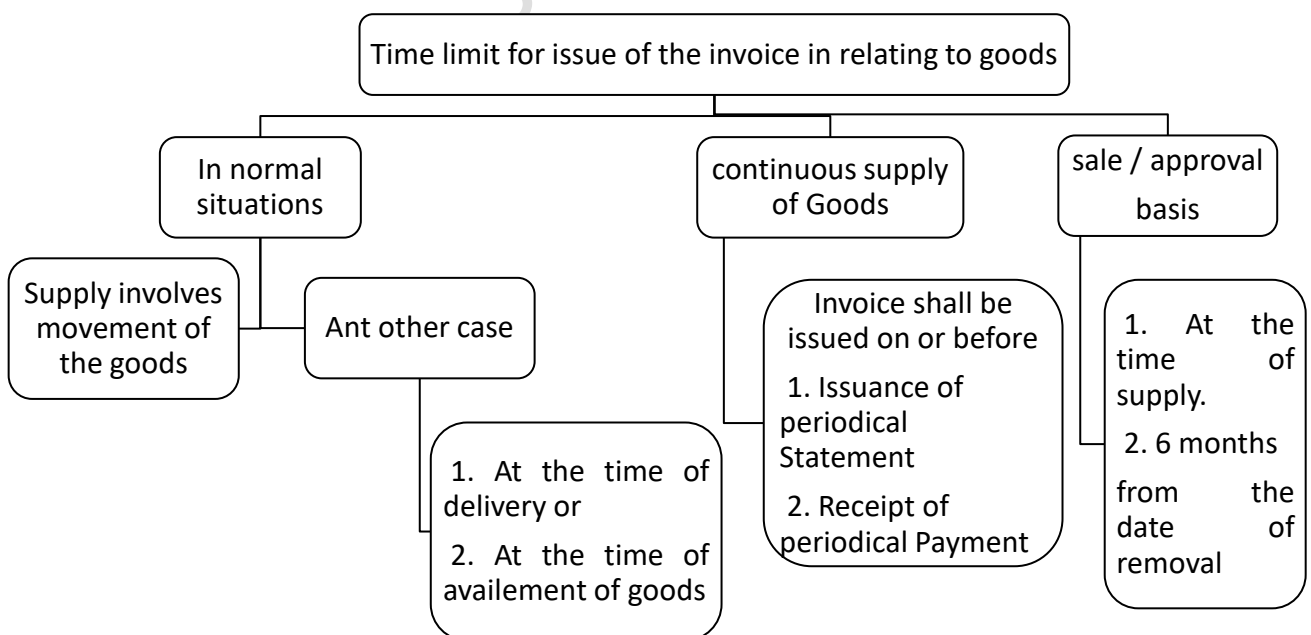 Time limit for issue of the invoice in relating to goods
In normal
situations
continuous supply
of Goods
sale / approval
basis
Supply involves
movement of
the goods
Ant other case
1. At the time of
delivery or
2. At the time of
availement of goods
Invoice shall be
issued on or before
1. Issuance of
periodical
Statement
2. Receipt of
periodical Payment
1. At the
time of
supply.
2. 6 months
from the
date of
removal